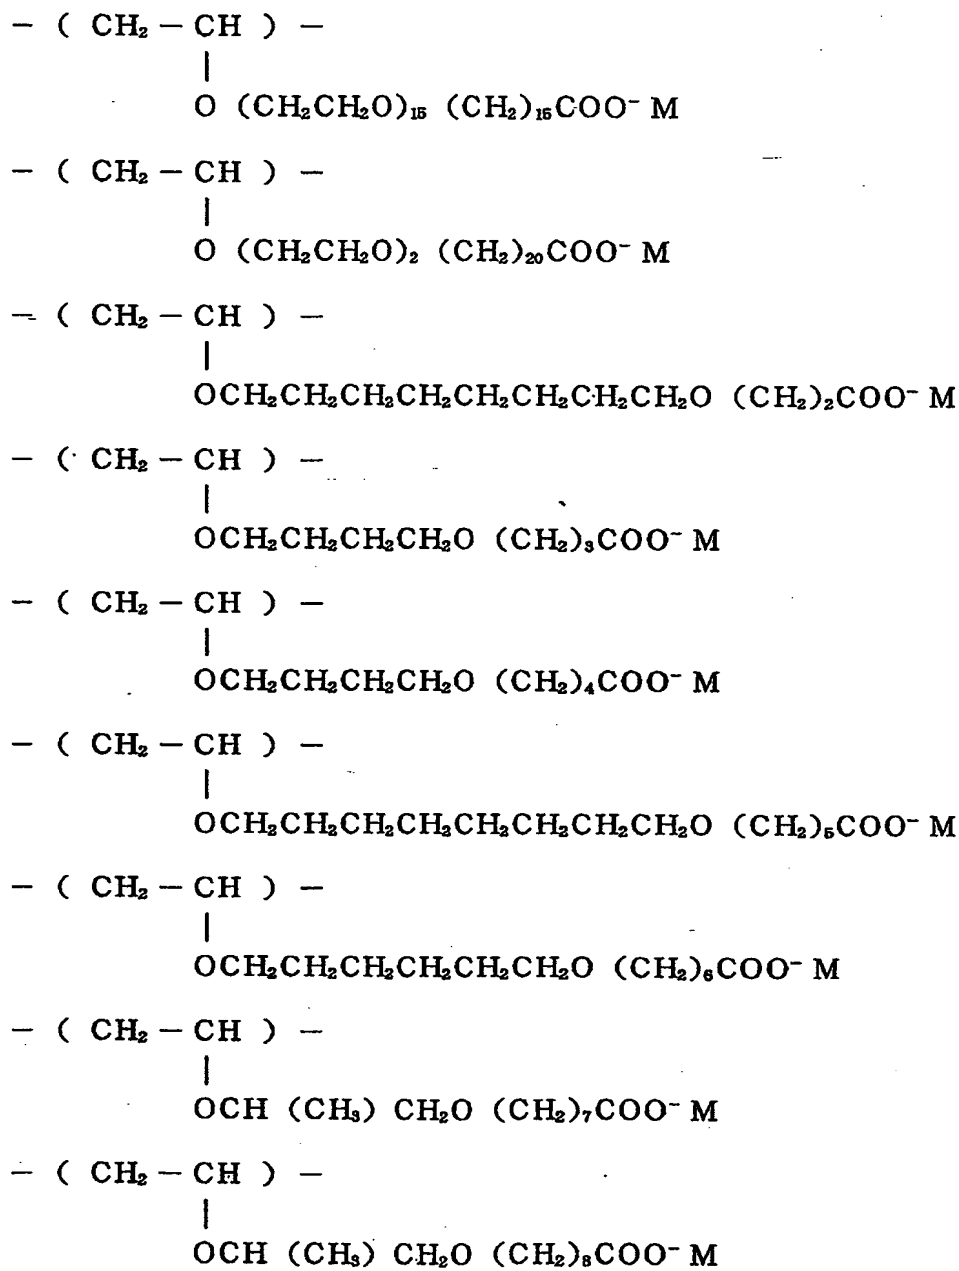 − ( CH₂ − CH ) −
|
O (CH₂CH₂O)₁₅ (CH₂)₁₅COO⁻ M
− ( CH₂ − CH ) −
|
O (CH₂CH₂O)₂ (CH₂)₂₀COO⁻ M
− ( CH₂ − CH ) −
|
OCH₂CH₂CH₂CH₂CH₂CH₂CH₂CH₂O (CH₂)₂COO⁻ M
− ( CH₂ − CH ) −
|
OCH₂CH₂CH₂CH₂O (CH₂)₃COO⁻ M
− ( CH₂ − CH ) −
|
OCH₂CH₂CH₂CH₂O (CH₂)₄COO⁻ M
− ( CH₂ − CH ) −
|
OCH₂CH₂CH₂CH₂CH₂CH₂CH₂CH₂O (CH₂)₅COO⁻ M
− ( CH₂ − CH ) −
|
OCH₂CH₂CH₂CH₂CH₂CH₂O (CH₂)₆COO⁻ M
− ( CH₂ − CH ) −
|
OCH (CH₃) CH₂O (CH₂)₇COO⁻ M
− ( CH₂ − CH ) −
|
OCH (CH₃) CH₂O (CH₂)₈COO⁻ M